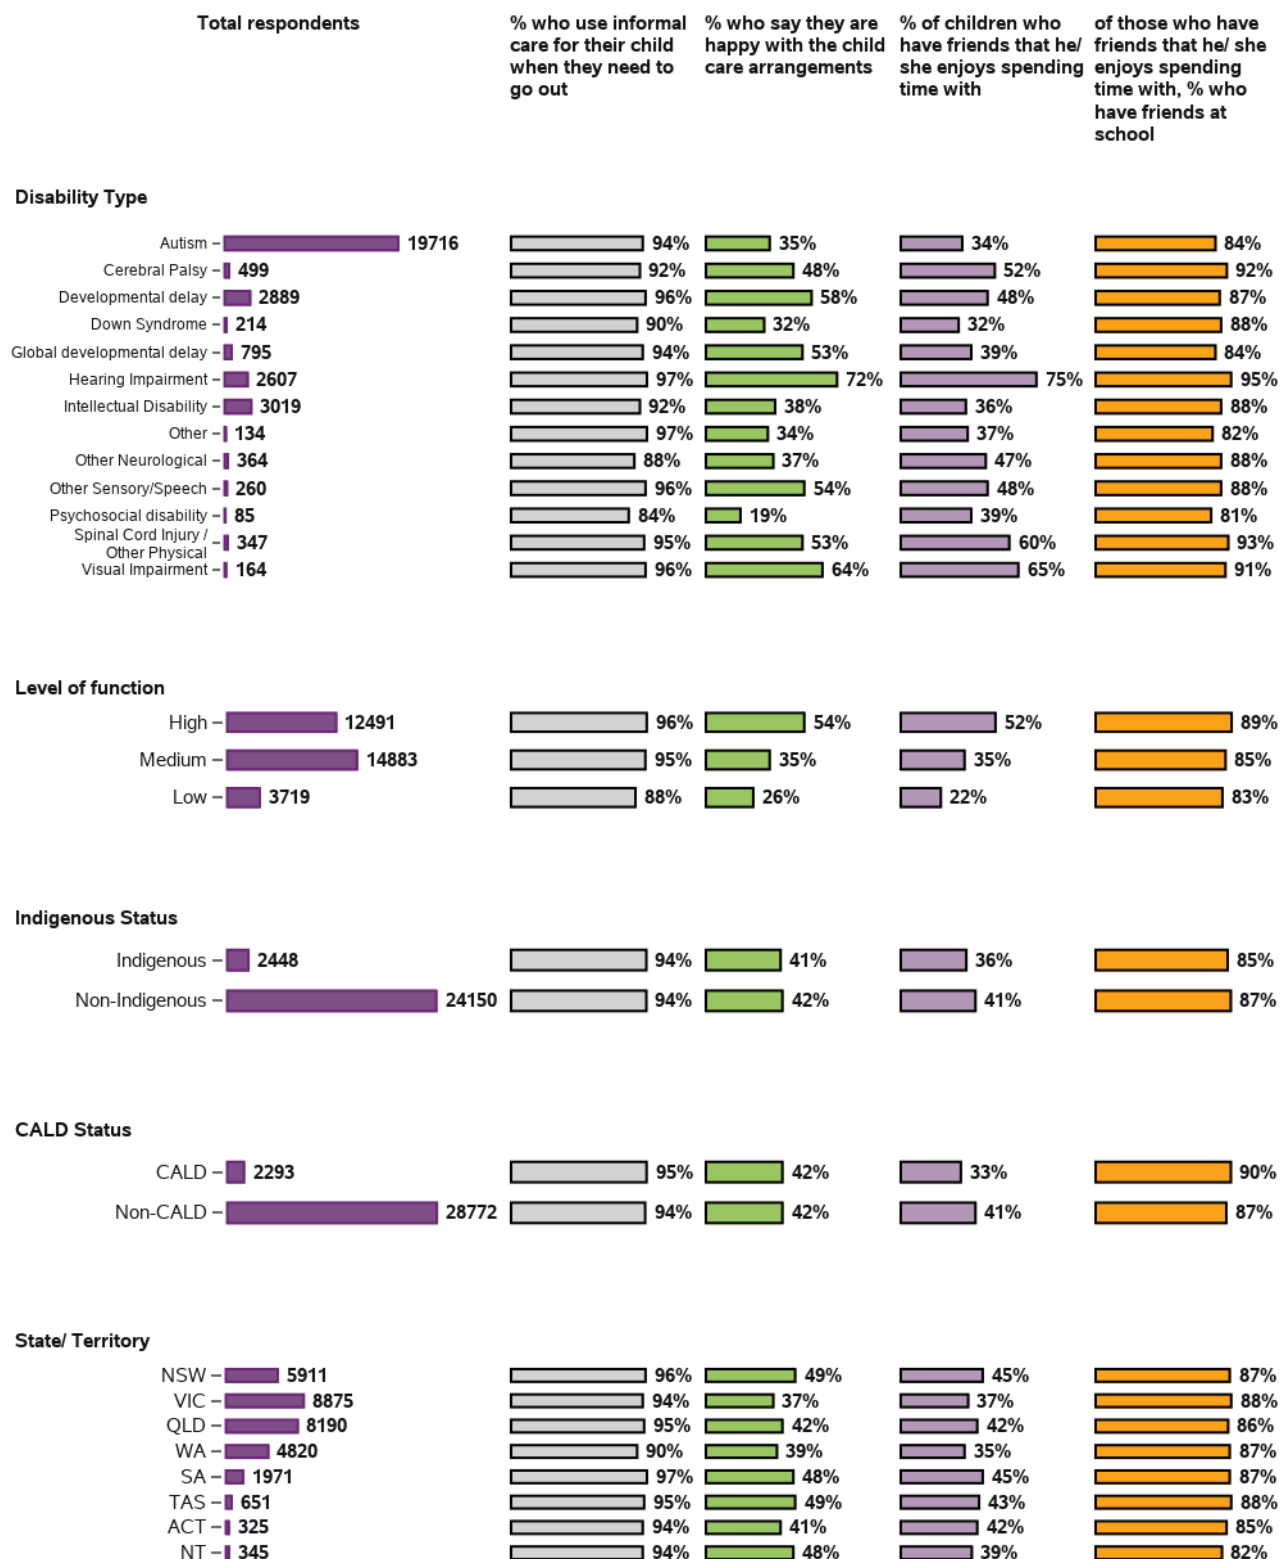 Total respondents
% who use informal care for their child when they need to go out
% who say they are happy with the child care arrangements
% of children who have friends that he/ she enjoys spending time with
of those who have friends that he/ she enjoys spending time with, % who have friends at school
Disability Type
Autism 19716 94% 35% 34% 84%
Cerebral Palsy 499 92% 48% 52% 92%
Developmental delay 2889 96% 58% 48% 87%
Down Syndrome 214 90% 32% 32% 88%
Global developmental delay 795 94% 53% 39% 84%
Hearing Impairment 2607 97% 72% 75% 95%
Intellectual Disability 3019 92% 38% 36% 88%
Other 134 97% 34% 37% 82%
Other Neurological 364 88% 37% 47% 88%
Other Sensory/Speech 260 96% 54% 48% 88%
Psychosocial disability 85 84% 19% 39% 81%
Spinal Cord Injury /
Other Physical 347 95% 53% 60% 93%
Visual Impairment 164 96% 64% 65% 91%
Level of function
High 12491 96% 54% 52% 89%
Medium 14883 95% 35% 35% 85%
Low 3719 88% 26% 22% 83%
Indigenous Status
Indigenous 2448 94% 41% 36% 85%
Non-Indigenous 24150 94% 42% 41% 87%
CALD Status
CALD 2293 95% 42% 33% 90%
Non-CALD 28772 94% 42% 41% 87%
State/ Territory
NSW 5911 96% 49% 45% 87%
VIC 8875 94% 37% 37% 88%
QLD 8190 95% 42% 42% 86%
WA 4820 90% 39% 35% 87%
SA 1971 97% 48% 45% 87%
TAS 651 95% 49% 43% 88%
ACT 325 94% 41% 42% 85%
NT 345 94% 48% 39% 82%